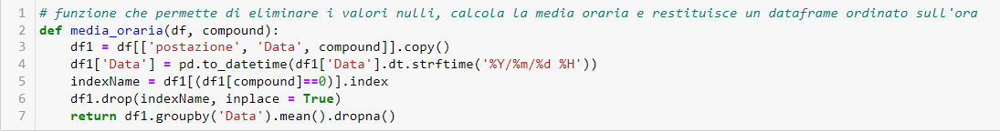 1 # funzione che permette di eliminare i valori nulli, calcola la media oraria e restituisce un dataframe ordinato sull'ora
2 def media_oraria(df, compound):
3     df1 = df[['postazione', 'Data', compound]].copy()
4     df1['Data'] = pd.to_datetime(df1['Data'].dt.strftime('%Y/%m/%d %H'))
5     indexName = df1[(df1[compound]==0)].index
6     df1.drop(indexName, inplace = True)
7     return df1.groupby('Data').mean().dropna()